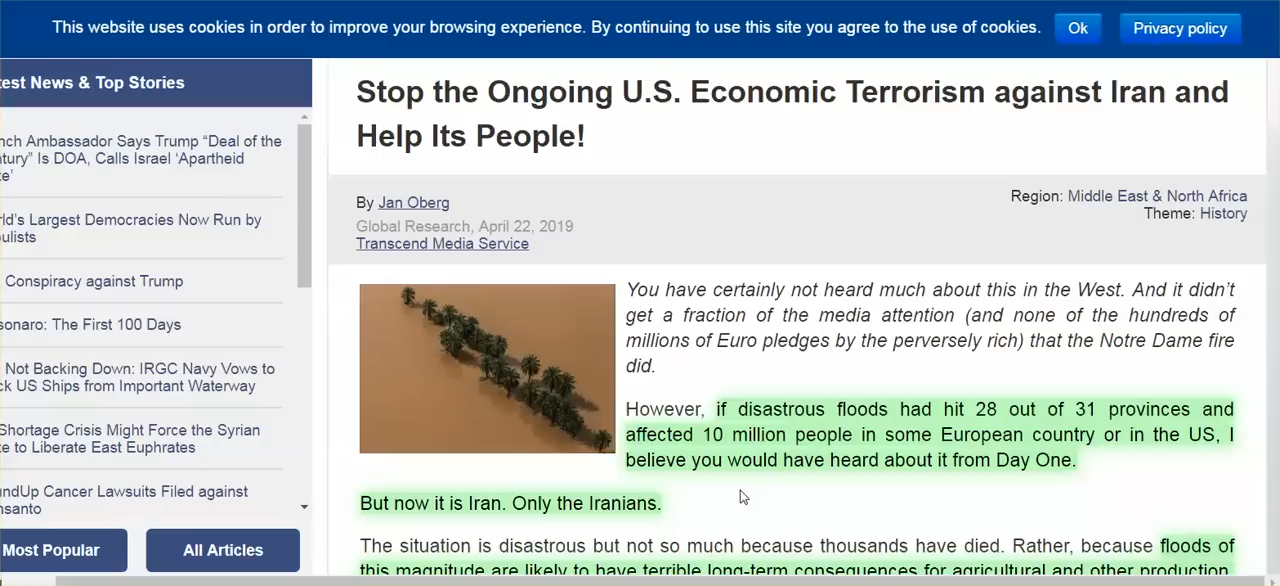 This website uses cookies in order to improve your browsing experience. By continuing to use this site you agree to the use of cookies.
Ok
Privacy policy
test News & Top Stories
nch Ambassador Says Trump “Deal of the
ntury” Is DOA, Calls Israel ‘Apartheid
te’
rld’s Largest Democracies Now Run by
pulists
Conspiracy against Trump
sonaro: The First 100 Days
Not Backing Down: IRGC Navy Vows to
ck US Ships from Important Waterway
Shortage Crisis Might Force the Syrian
te to Liberate East Euphrates
undUp Cancer Lawsuits Filed against
nsanto
Most Popular
All Articles
Stop the Ongoing U.S. Economic Terrorism against Iran and
Help Its People!
By Jan Oberg
Global Research, April 22, 2019
Transcend Media Service
Region: Middle East & North Africa
Theme: History
You have certainly not heard much about this in the West. And it didn’t
get a fraction of the media attention (and none of the hundreds of
millions of Euro pledges by the perversely rich) that the Notre Dame fire
did.
However, if disastrous floods had hit 28 out of 31 provinces and
affected 10 million people in some European country or in the US, I
believe you would have heard about it from Day One.
But now it is Iran. Only the Iranians.
The situation is disastrous but not so much because thousands have died. Rather, because floods of
this magnitude are likely to have terrible long-term consequences for agricultural and other production,